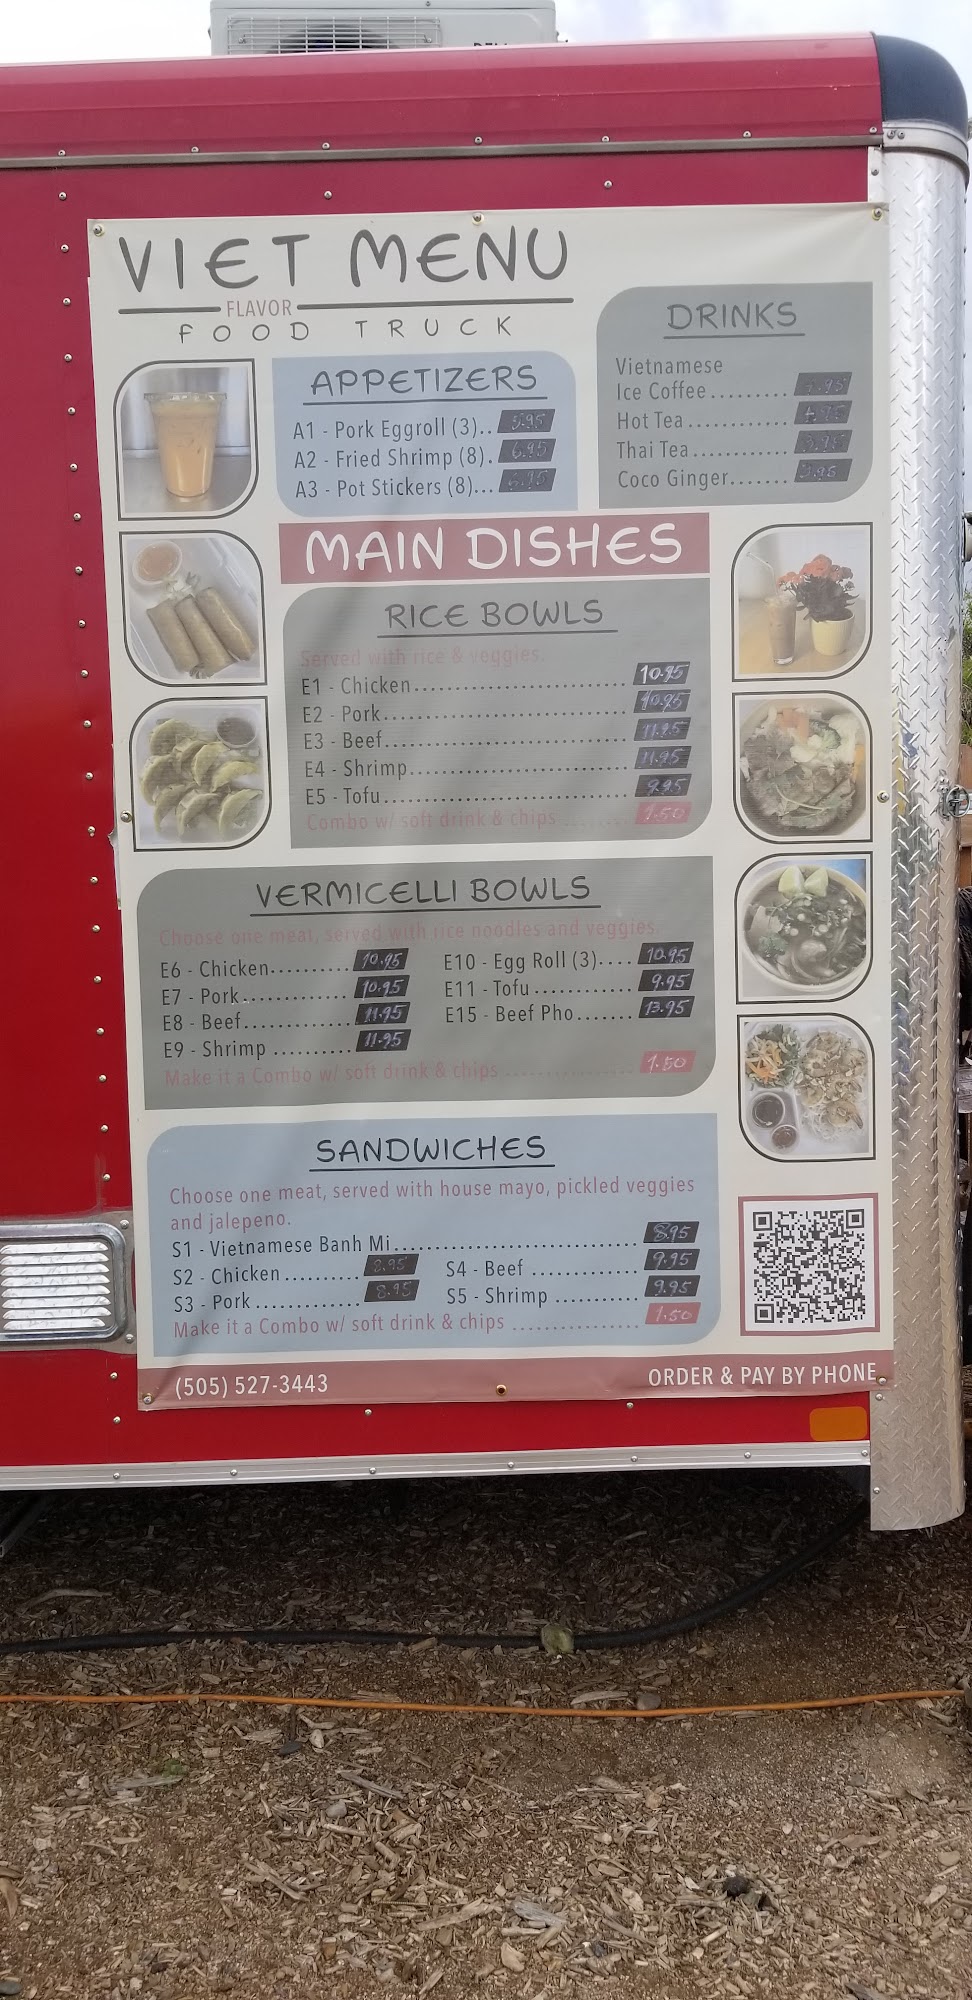 VIET MENU
FLAVOR
FOOD TRUCK
APPETIZERS
A1 - Pork Eggroll (3).. 5.95
A2 - Fried Shrimp (8). 6.95
A3 - Pot Stickers (8)...
DRINKS
Vietnamese
Ice Coffee.........
Hot Tea............
Thai Tea............
Coco Ginger.......
MAIN DISHES
RICE BOWLS
Served with rice & veggies.
E1 - Chicken............................ 10.95
E2 - Pork................................ 10.95
E3 - Beef................................ 11.95
E4 - Shrimp............................ 11.95
E5 - Tofu................................ 9.95
Combo w/ soft drink & chips ........ 1.50
VERMICELLI BOWLS
Choose one meat, served with rice noodles and veggies.
E6 - Chicken.......... 10.95
E7 - Pork............. 10.95
E8 - Beef............. 11.95
E9 - Shrimp .......... 11.95
E10 - Egg Roll (3).... 10.95
E11 - Tofu ............ 9.95
E15 - Beef Pho....... 13.95
Make it a Combo w/ soft drink & chips ................ 1.50
SANDWICHES
Choose one meat, served with house mayo, pickled veggies
and jalepeno.
S1 - Vietnamese Banh Mi............................... 8.95
S2 - Chicken.......... 8.95
S3 - Pork .............. 8.95
S4 - Beef .............. 9.95
S5 - Shrimp ........... 9.95
Make it a Combo w/ soft drink & chips ................ 1.50
(505) 527-3443
ORDER & PAY BY PHONE